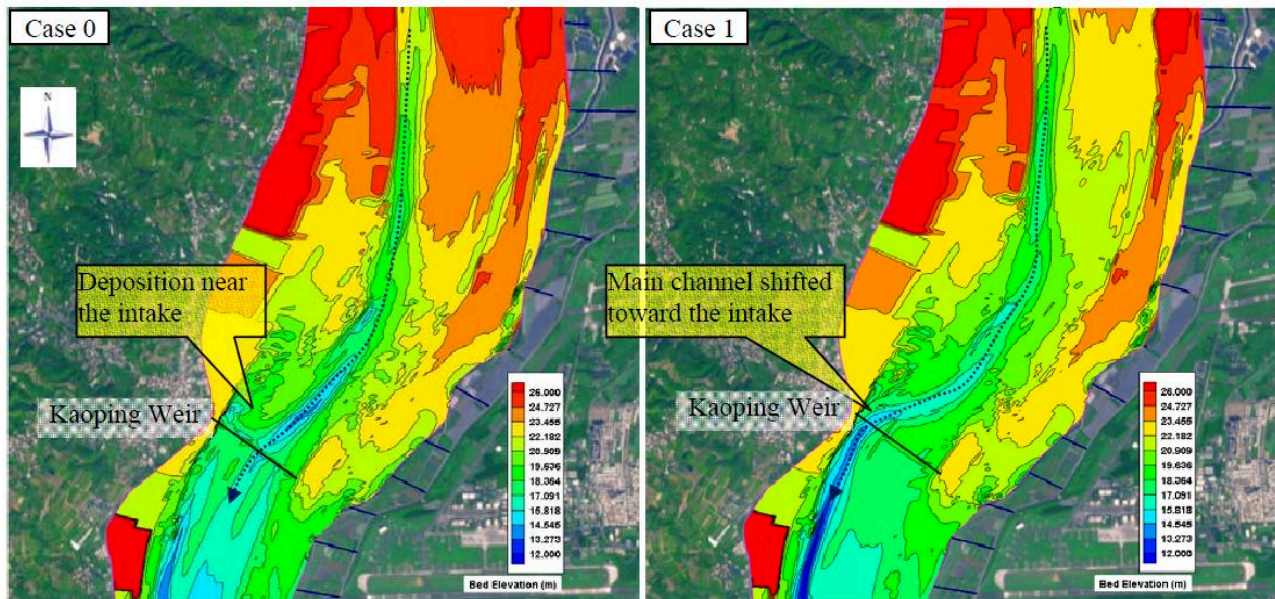 Case 0
N
Deposition near
the intake
Kaoping Weir
26.000
24.727
23.455
22.182
20.909
19.636
18.364
17.091
15.818
14.545
13.273
12.000
Bed Elevation (m)
Case 1
Main channel shifted
toward the intake
Kaoping Weir
26.000
24.727
23.455
22.182
20.909
19.636
18.364
17.091
15.818
14.545
13.273
12.000
Bed Elevation (m)